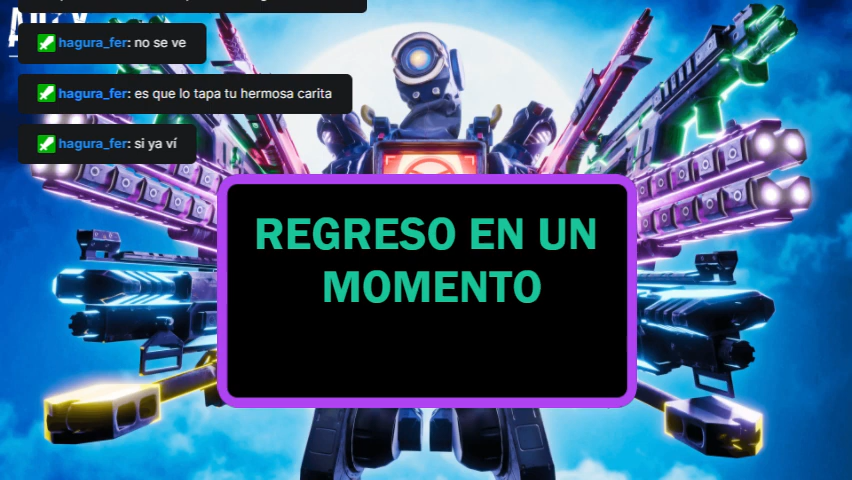 hagura_fer: no se ve
hagura_fer: es que lo tapa tu hermosa carita
hagura_fer: si ya ví
REGRESO EN UN
MOMENTO